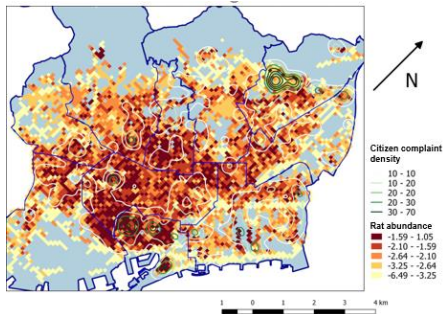 N
Citizen complaint
density
10 - 10
10 - 20
20 - 20
20 - 30
30 - 70
Rat abundance
-1.59 - 1.05
-2.10 - -1.59
-2.64 - -2.10
-3.25 - -2.64
-6.49 - -3.25
1 0 1 2 3 4 km